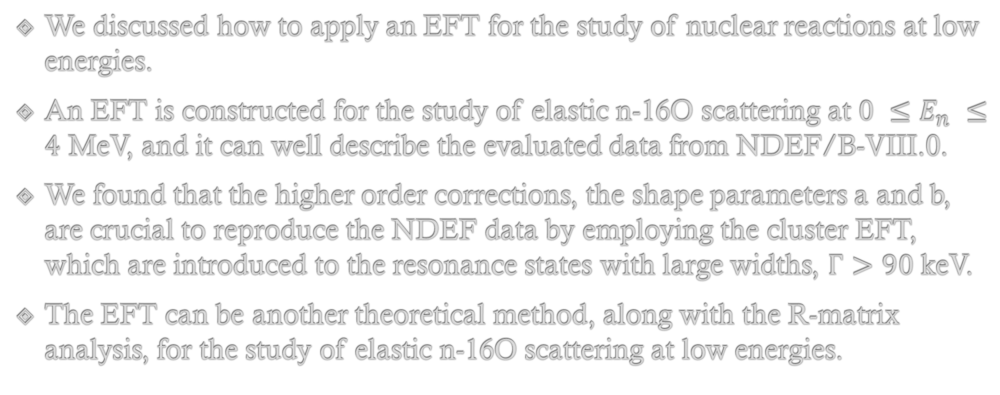 We discussed how to apply an EFT for the study of nuclear reactions at low
energies.
An EFT is constructed for the study of elastic n-16O scattering at 0 ≤ Eₙ ≤
4 MeV, and it can well describe the evaluated data from NDEF/B-VIII.0.
We found that the higher order corrections, the shape parameters a and b,
are crucial to reproduce the NDEF data by employing the cluster EFT,
which are introduced to the resonance states with large widths, Γ > 90 keV.
The EFT can be another theoretical method, along with the R-matrix
analysis, for the study of elastic n-16O scattering at low energies.